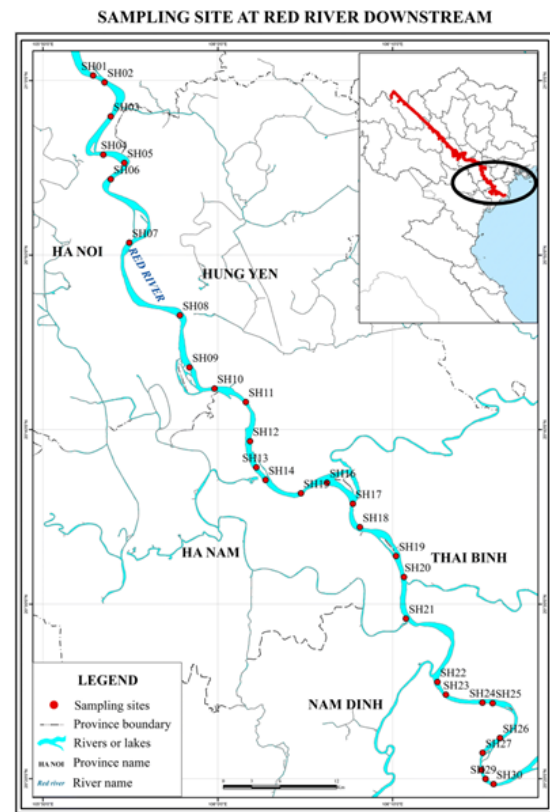 SAMPLING SITE AT RED RIVER DOWNSTREAM
SH01
SH02
SH03
SH04
SH05
SH06
SH07
HA NOI
HUNG YEN
RED RIVER
SH08
SH09
SH10
SH11
SH12
SH13
SH14
SH16
SH17
SH18
HA NAM
SH19
THAI BINH
SH20
SH21
SH22
SH23
SH24
SH25
NAM DINH
SH26
SH27
SH29
SH30
LEGEND
Sampling sites
Province boundary
Rivers or lakes
HA NOI Province name
Red river River name